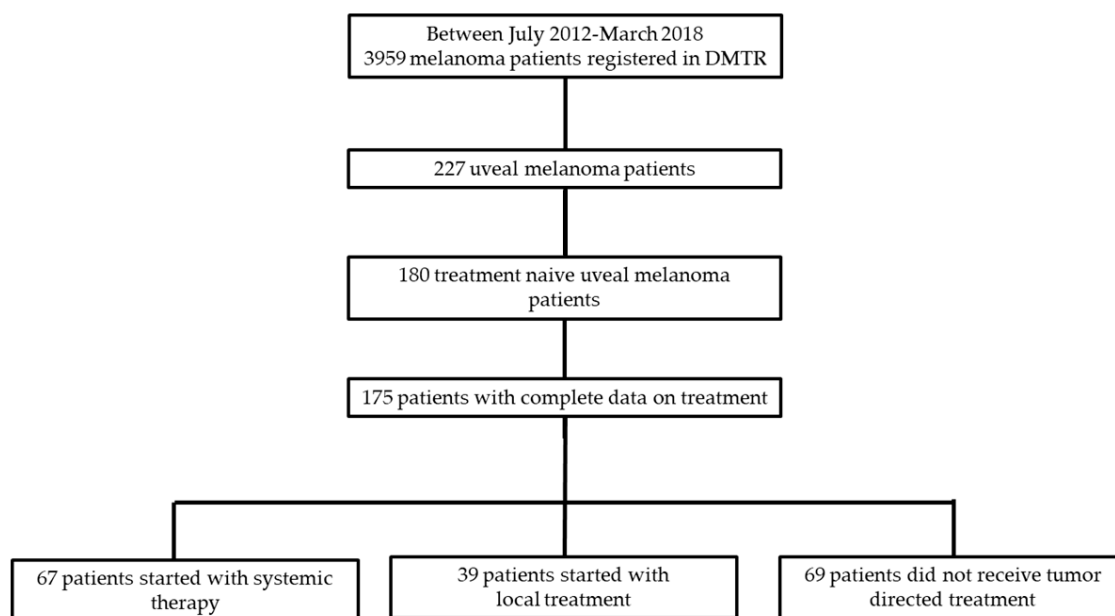 Between July 2012-March 2018
3959 melanoma patients registered in DMTR
227 uveal melanoma patients
180 treatment naive uveal melanoma
patients
175 patients with complete data on treatment
67 patients started with systemic
therapy
39 patients started with
local treatment
69 patients did not receive tumor
directed treatment